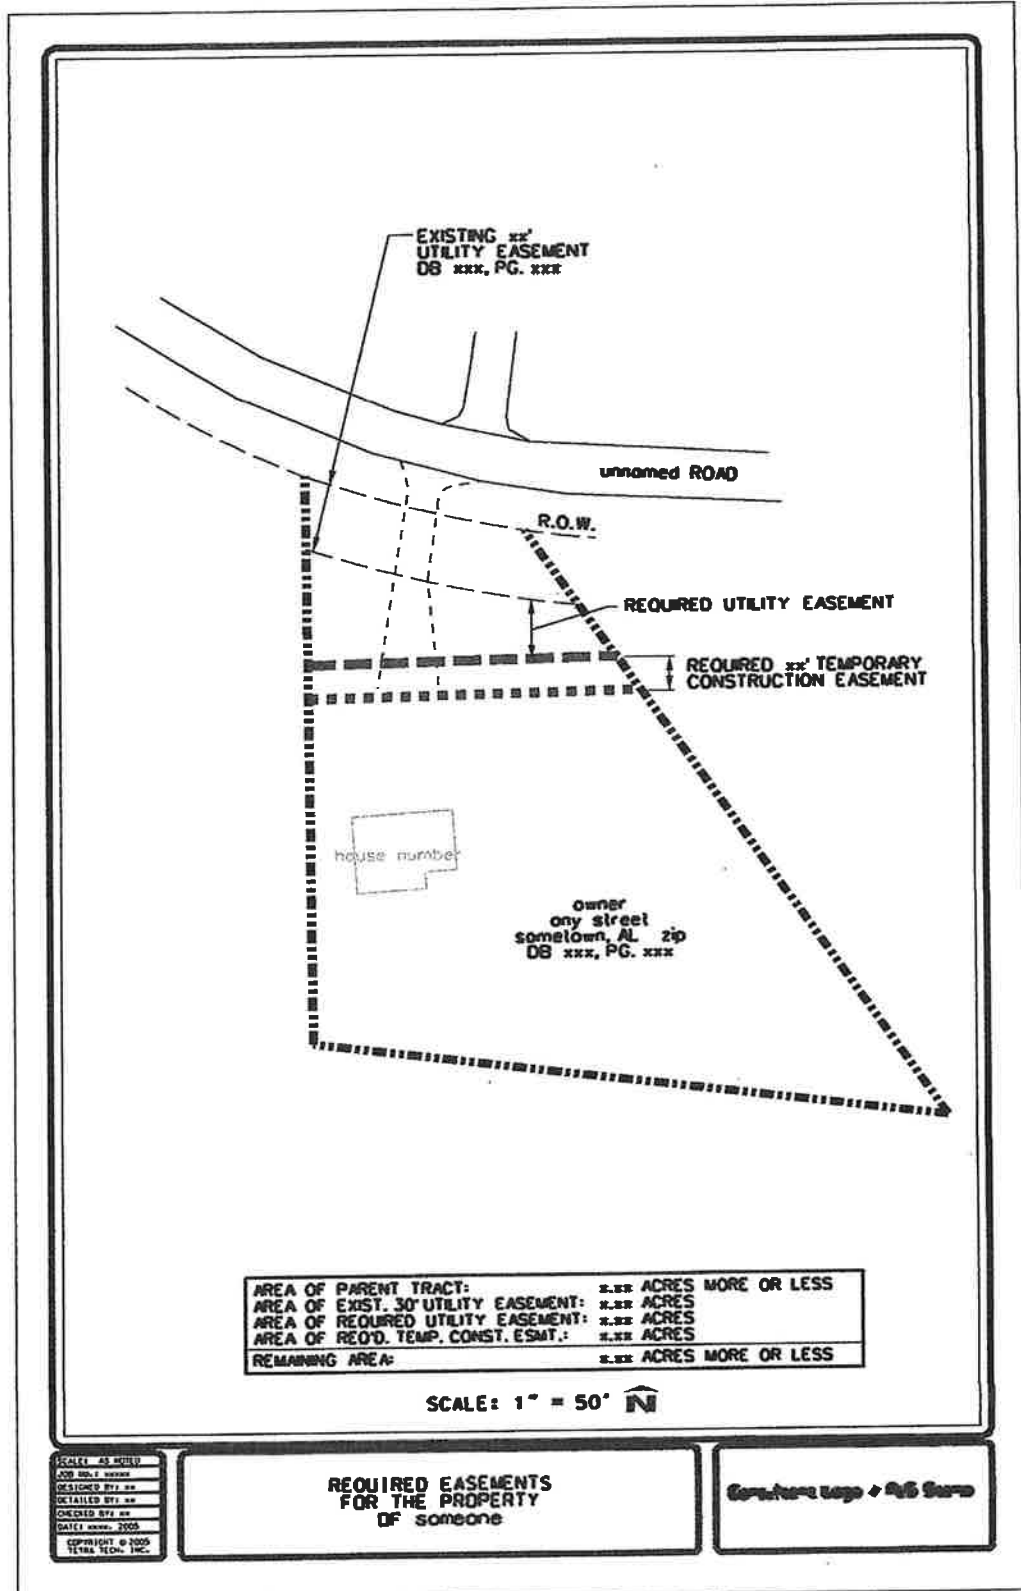 EXISTING xx'
UTILITY EASEMENT
DB xxx, PG. xxx
unnamed ROAD
R.O.W.
REQUIRED UTILITY EASEMENT
REQUIRED xx' TEMPORARY
CONSTRUCTION EASEMENT
house number
owner
any street
sometown, AL zip
DB xxx, PG. xxx
AREA OF PARENT TRACT: x.xx ACRES MORE OR LESS
AREA OF EXIST. 30' UTILITY EASEMENT: x.xx ACRES
AREA OF REQUIRED UTILITY EASEMENT: x.xx ACRES
AREA OF REQ'D. TEMP. CONST. ESMT.: x.xx ACRES
REMAINING AREA: x.xx ACRES MORE OR LESS
SCALE: 1" = 50' N
SCALE: AS NOTED
JOB NO.: xxxxx
DESIGNED BY: xx
DETAILED BY: xx
CHECKED BY: xx
DATE: xxxx, 2005
COPYRIGHT © 2005
TETRA TECH, INC.
REQUIRED EASEMENTS
FOR THE PROPERTY
OF someone
Logo